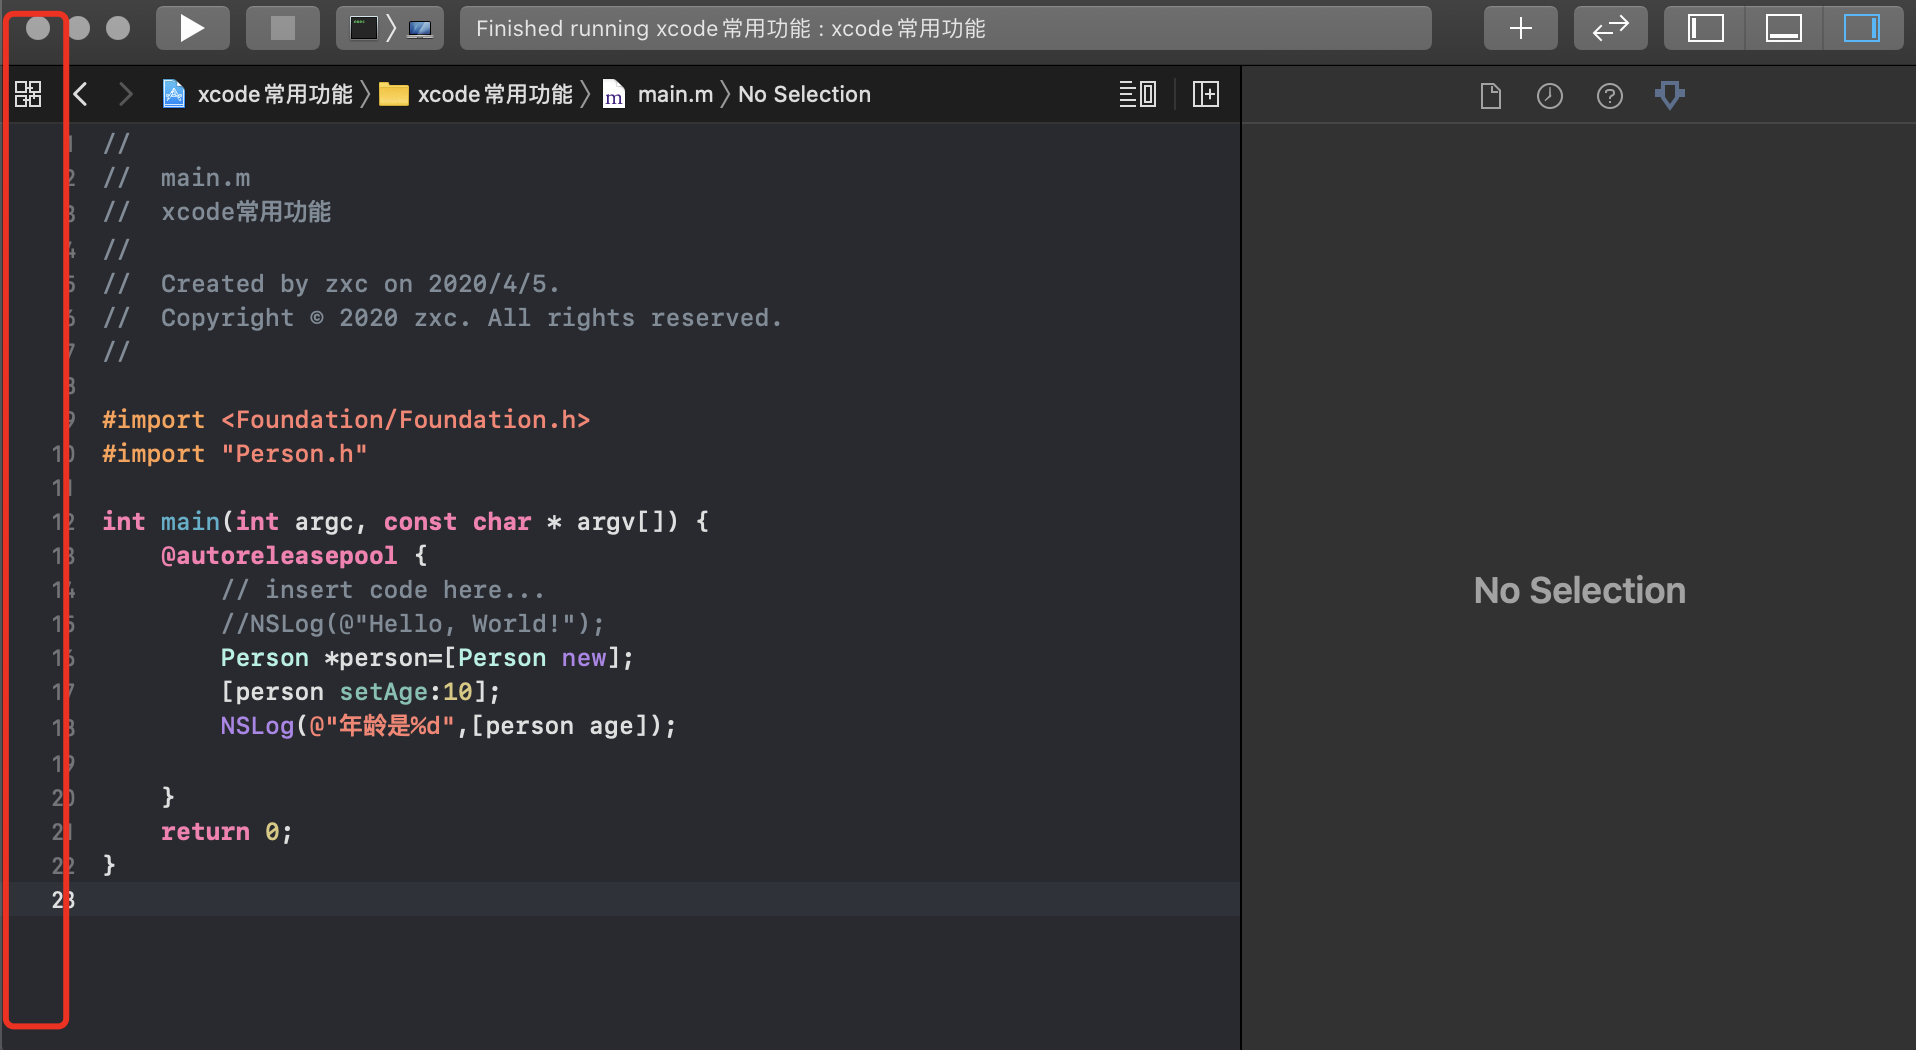 Finished running xcode常用功能 : xcode常用功能
xcode常用功能 〉 xcode常用功能 〉 m main.m 〉 No Selection
1 //
2 //  main.m
3 //  xcode常用功能
4 //
5 //  Created by zxc on 2020/4/5.
6 //  Copyright © 2020 zxc. All rights reserved.
7 //
8
9 #import <Foundation/Foundation.h>
10 #import "Person.h"
11
12 int main(int argc, const char * argv[]) {
13     @autoreleasepool {
14         // insert code here...
15         //NSLog(@"Hello, World!");
16         Person *person=[Person new];
17         [person setAge:10];
18         NSLog(@"年龄是%d",[person age]);
19
20     }
21     return 0;
22 }
23
No Selection